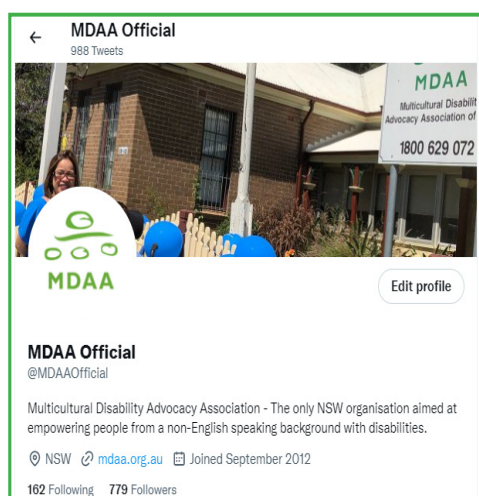 MDAA Official
988 Tweets
MDAA
Multicultural Disabilit
Advocacy Association of
1800 629 072
MDAA
Edit profile
MDAA Official
@MDAAOfficial
Multicultural Disability Advocacy Association - The only NSW organisation aimed at
empowering people from a non-English speaking background with disabilities.
NSW mdaa.org.au Joined September 2012
162 Following 779 Followers